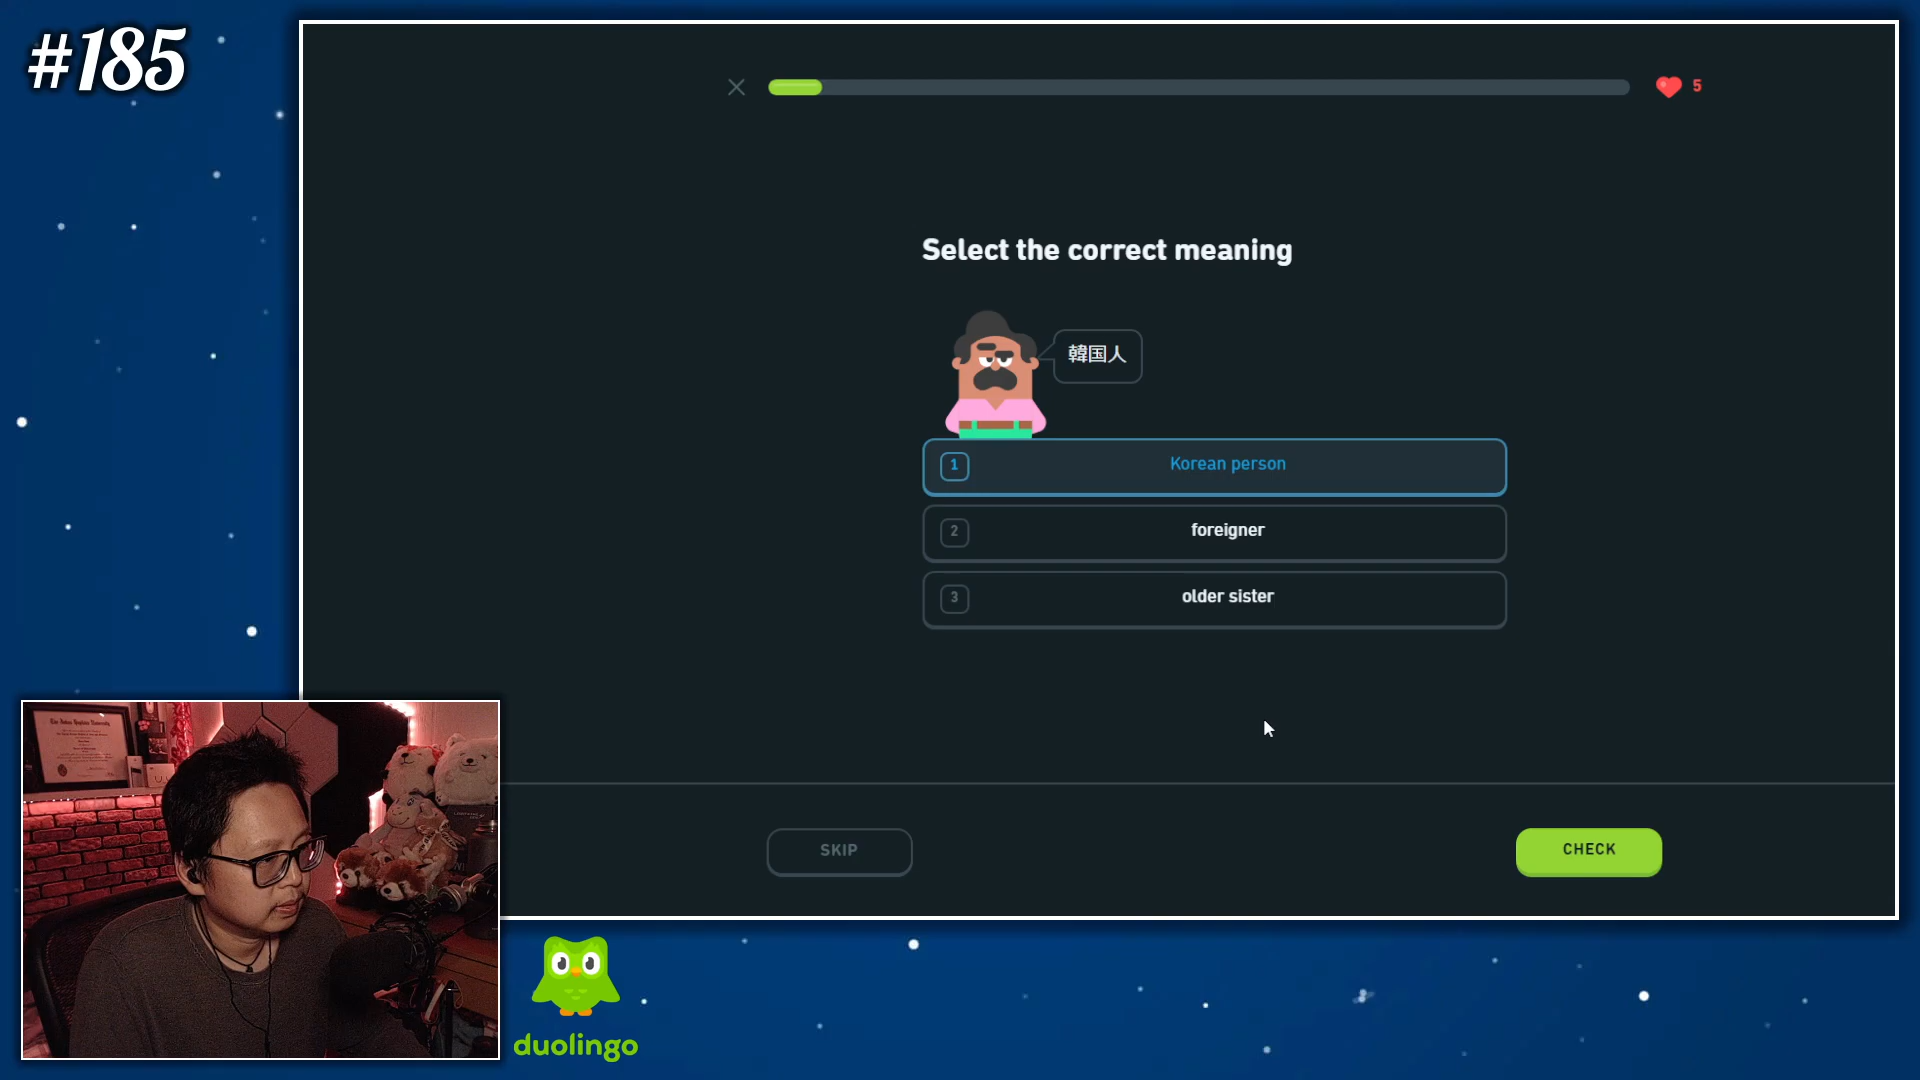 #185
5
Select the correct meaning
韓国人
1 Korean person
2 foreigner
3 older sister
SKIP
CHECK
duolingo